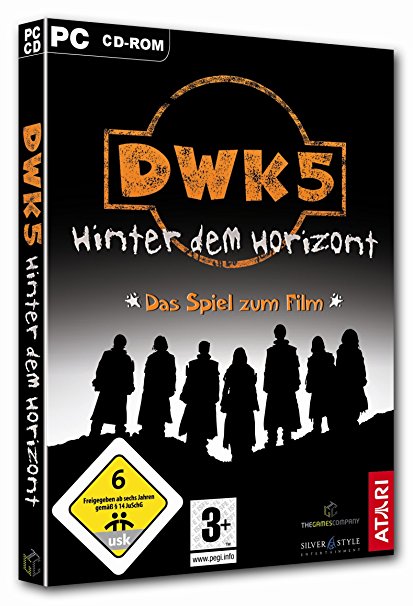 PC
CD
DWK5 Hinter dem Horizont
PC CD-ROM
DWK5
Hinter dem Horizont
Das Spiel zum Film
6
Freigegeben ab sechs Jahren
gemäß § 14 JuSchG
usk
3+
www.pegi.info
THEGAMESCOMPANY
SILVER STYLE
ENTERTAINMENT
ATARI